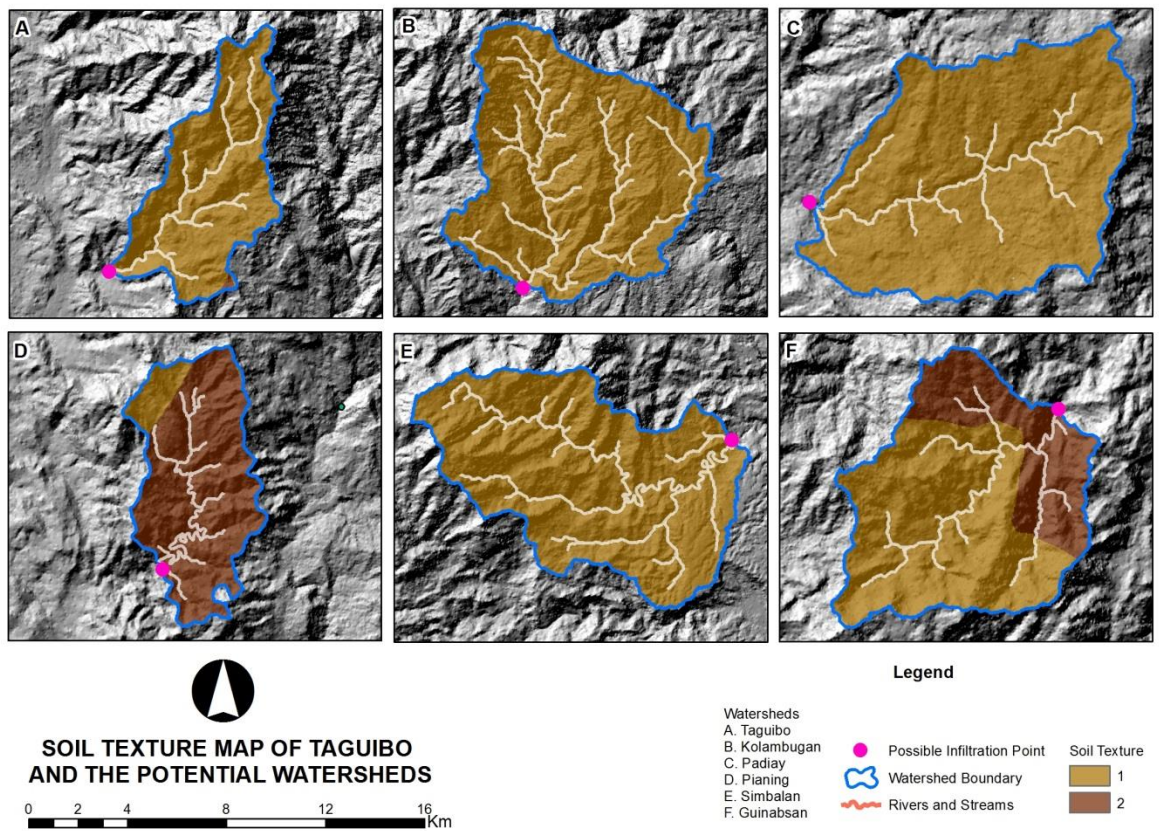 A
B
C
D
E
F
SOIL TEXTURE MAP OF TAGUIBO
AND THE POTENTIAL WATERSHEDS
0 2 4 8 12 16
Km
Legend
Watersheds
A. Taguibo
B. Kolambugan
C. Padiay
D. Pianing
E. Simbalan
F. Guinabsan
Possible Infiltration Point
Watershed Boundary
Rivers and Streams
Soil Texture
1
2